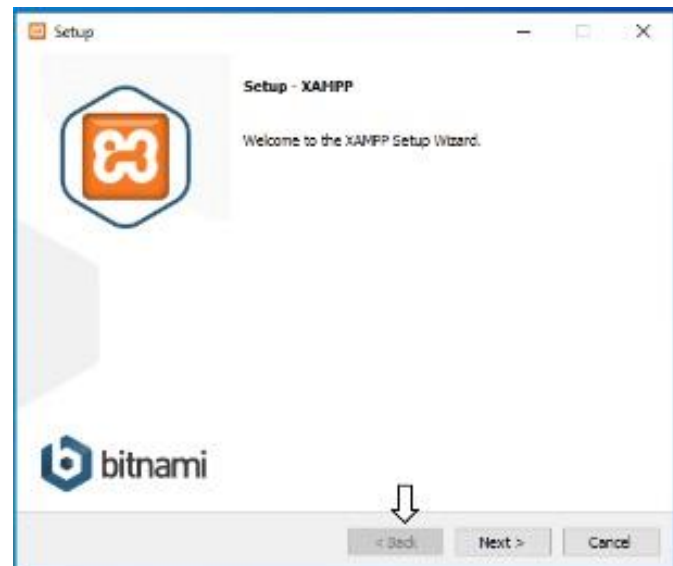 Setup
Setup - XAMPP
Welcome to the XAMPP Setup Wizard.
bitnami
< Back
Next >
Cancel